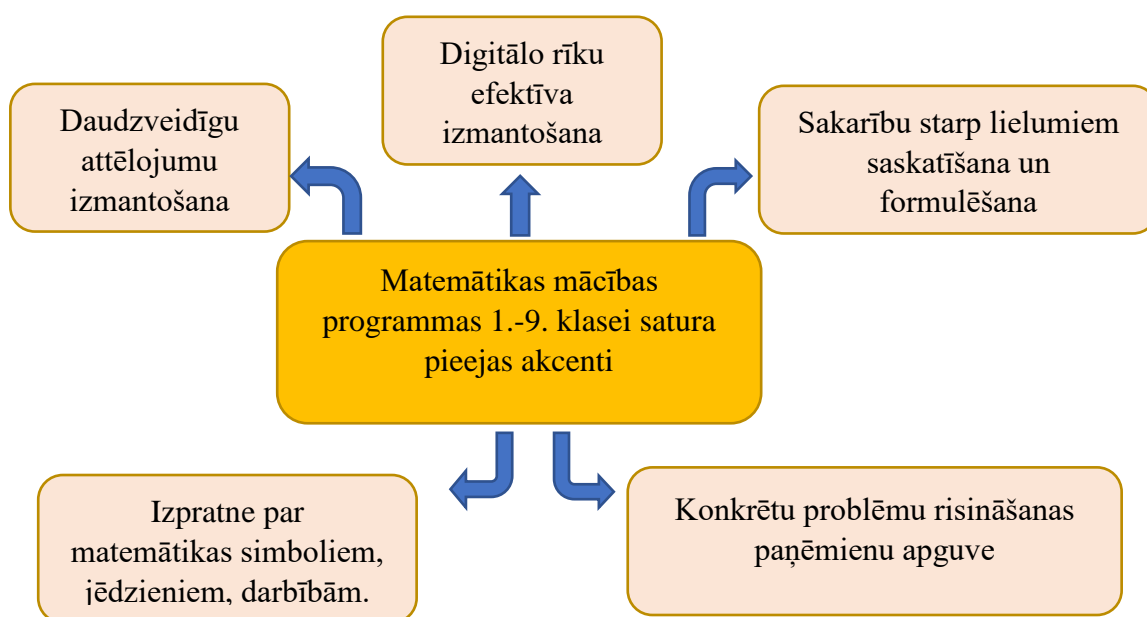 Digitālo rīku
efektīva
izmantošana
Daudzveidīgu
attēlojumu
izmantošana
Sakarību starp lielumiem
saskatīšana un
formulēšana
Matemātikas mācības
programmas 1.-9. klasei satura
pieejas akcenti
Izpratne par
matemātikas simboliem,
jēdzieniem, darbībām.
Konkrētu problēmu risināšanas
paņēmienu apguve